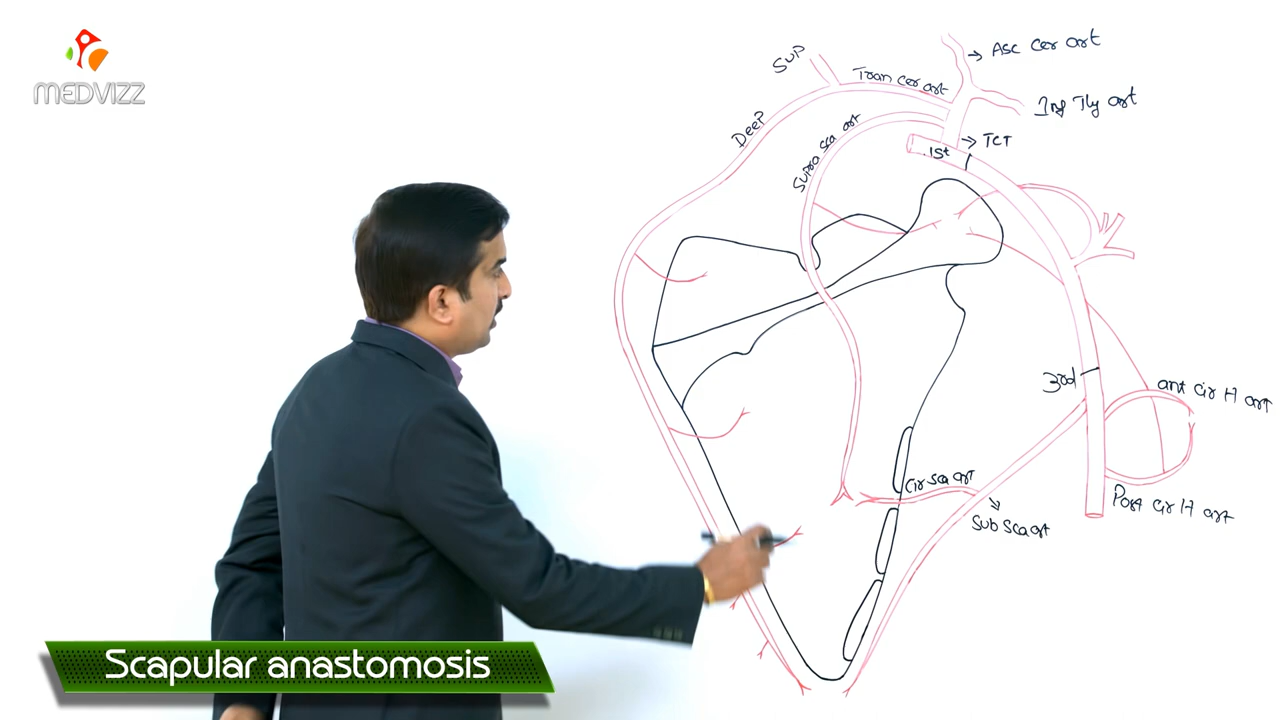 MEDVIZZ
Asc Cer art
SUP
Tran cer art
Inf Thy art
DeeP
Supra sca art
1st
TCT
3rd
ant Cir H art
Cir sca art
Post Cir H art
Sub Sca art
Scapular anastomosis